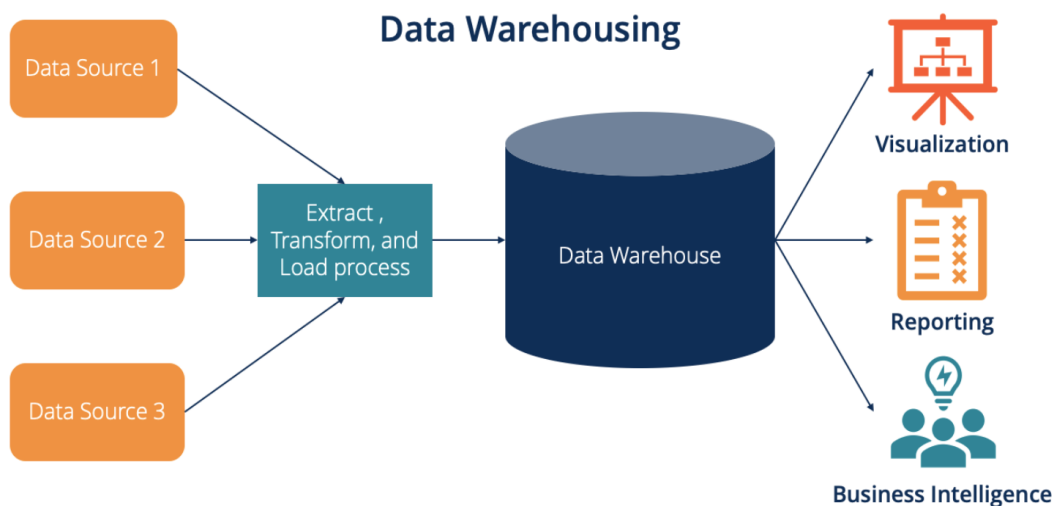 Data Warehousing
Data Source 1
Data Source 2
Data Source 3
Extract ,
Transform, and
Load process
Data Warehouse
Visualization
Reporting
Business Intelligence